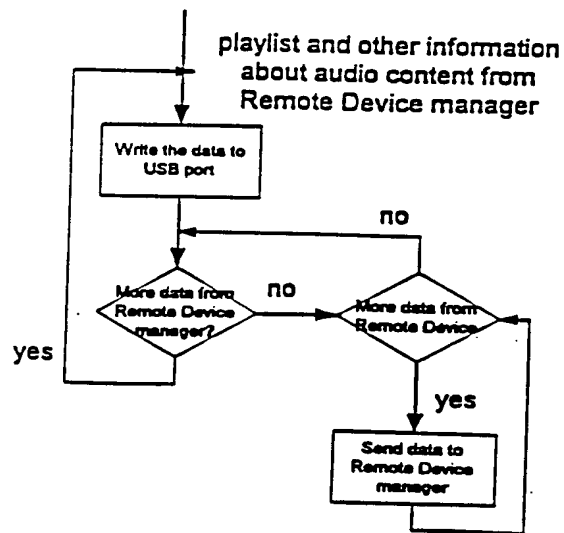 playlist and other information
about audio content from
Remote Device manager
Write the data to
USB port
no
More data from
Remote Device
manager?
no
More data from
Remote Device
yes
yes
Send data to
Remote Device
manager